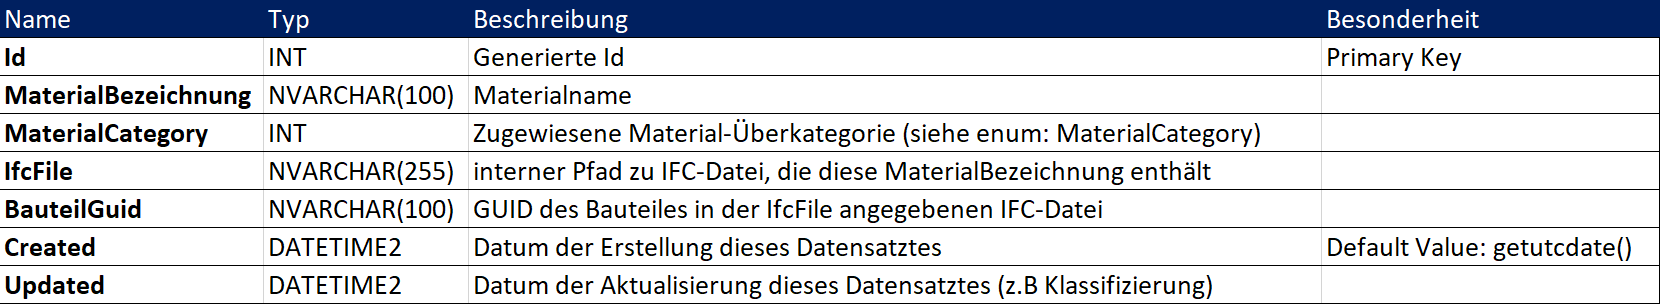 Name Typ Beschreibung Besonderheit
Id INT Generierte Id Primary Key
MaterialBezeichnung NVARCHAR(100) Materialname
MaterialCategory INT Zugewiesene Material-Überkategorie (siehe enum: MaterialCategory)
IfcFile NVARCHAR(255) interner Pfad zu IFC-Datei, die diese MaterialBezeichnung enthält
BauteilGuid NVARCHAR(100) GUID des Bauteiles in der IfcFile angegebenen IFC-Datei
Created DATETIME2 Datum der Erstellung dieses Datensatztes Default Value: getutcdate()
Updated DATETIME2 Datum der Aktualisierung dieses Datensatztes (z.B Klassifizierung)